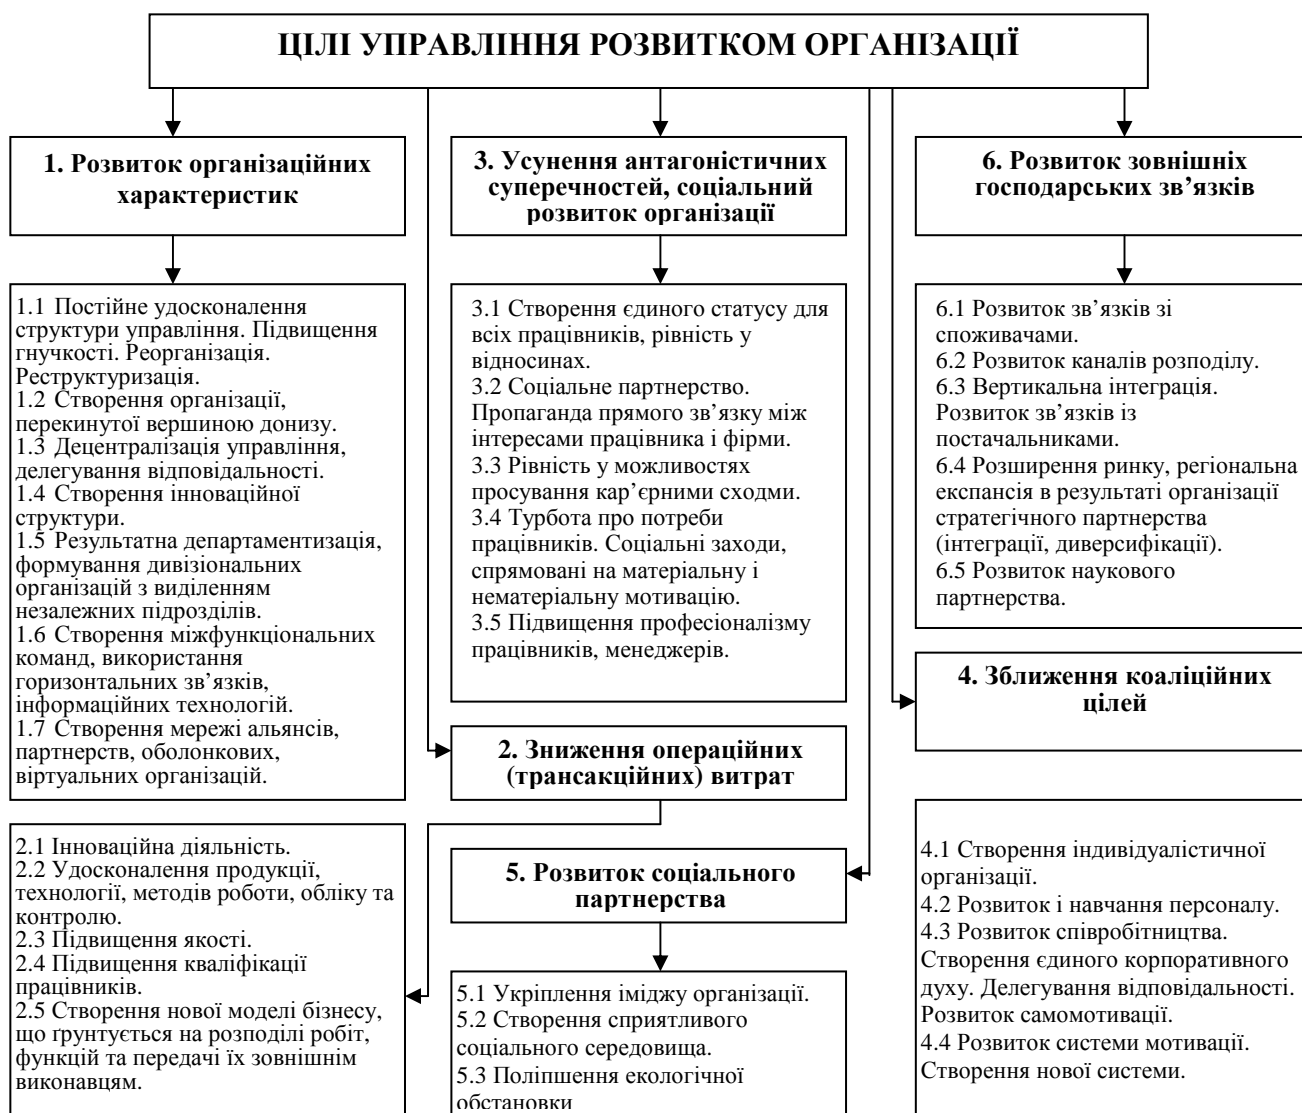 ЦІЛІ УПРАВЛІННЯ РОЗВИТКОМ ОРГАНІЗАЦІЇ
1. Розвиток організаційних
характеристик
1.1 Постійне удосконалення
структури управління. Підвищення
гнучкості. Реорганізація.
Реструктуризація.
1.2 Створення організації,
перекинутої вершиною донизу.
1.3 Децентралізація управління,
делегування відповідальності.
1.4 Створення інноваційної
структури.
1.5 Результатна департаментизація,
формування дивізіональних
організацій з виділенням
незалежних підрозділів.
1.6 Створення міжфункціональних
команд, використання
горизонтальних зв’язків,
інформаційних технологій.
1.7 Створення мережі альянсів,
партнерств, оболонкових,
віртуальних організацій.
2. Зниження операційних
(трансакційних) витрат
2.1 Інноваційна діяльність.
2.2 Удосконалення продукції,
технології, методів роботи, обліку та
контролю.
2.3 Підвищення якості.
2.4 Підвищення кваліфікації
працівників.
2.5 Створення нової моделі бізнесу,
що ґрунтується на розподілі робіт,
функцій та передачі їх зовнішнім
виконавцям.
3. Усунення антагоністичних
суперечностей, соціальний
розвиток організації
3.1 Створення єдиного статусу для
всіх працівників, рівність у
відносинах.
3.2 Соціальне партнерство.
Пропаганда прямого зв’язку між
інтересами працівника і фірми.
3.3 Рівність у можливостях
просування кар’єрними сходми.
3.4 Турбота про потреби
працівників. Соціальні заходи,
спрямовані на матеріальну і
нематеріальну мотивацію.
3.5 Підвищення професіоналізму
працівників, менеджерів.
5. Розвиток соціального
партнерства
5.1 Укріплення іміджу організації.
5.2 Створення сприятливого
соціального середовища.
5.3 Поліпшення екологічної
обстановки
6. Розвиток зовнішніх
господарських зв’язків
6.1 Розвиток зв’язків зі
споживачами.
6.2 Розвиток каналів розподілу.
6.3 Вертикальна інтеграція.
Розвиток зв’язків із
постачальниками.
6.4 Розширення ринку, регіональна
експансія в результаті організації
стратегічного партнерства
(інтеграції, диверсифікації).
6.5 Розвиток наукового
партнерства.
4. Зближення коаліційних
цілей
4.1 Створення індивідуалістичної
організації.
4.2 Розвиток і навчання персоналу.
4.3 Розвиток співробітництва.
Створення єдиного корпоративного
духу. Делегування відповідальності.
Розвиток самомотивації.
4.4 Розвиток системи мотивації.
Створення нової системи.